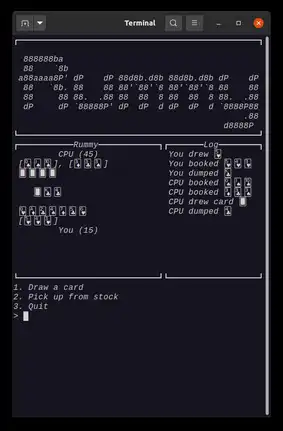 Terminal
Rummy
CPU (45)
You (15)
Log
You drew
You booked
You dumped
CPU booked
CPU booked
CPU drew card
CPU dumped
1. Draw a card
2. Pick up from stock
3. Quit
>